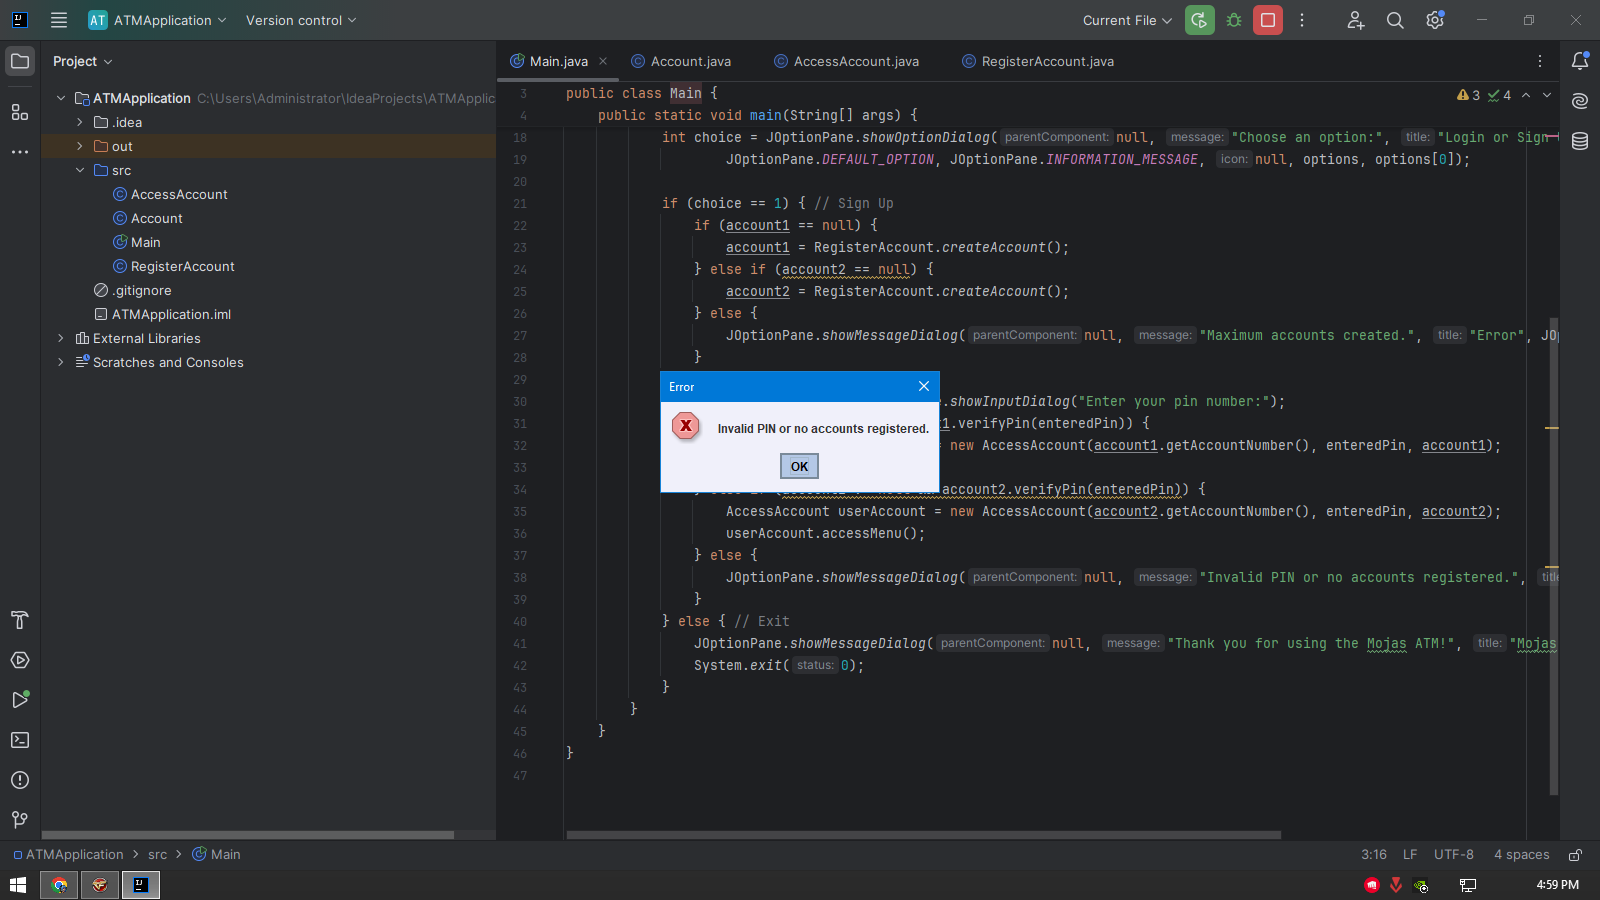 AT ATMApplication Version control Current File
Project
Main.java Account.java AccessAccount.java RegisterAccount.java
ATMApplication C:\Users\Administrator\IdeaProjects\ATMApplic
.idea
out
src
AccessAccount
Account
Main
RegisterAccount
.gitignore
ATMApplication.iml
External Libraries
Scratches and Consoles
3 4
3 public class Main {
4 public static void main(String[] args) {
18 int choice = JOptionPane.showOptionDialog( parentComponent: null, message: "Choose an option:", title: "Login or Sign
19 JOptionPane.DEFAULT_OPTION, JOptionPane.INFORMATION_MESSAGE, icon: null, options, options[0]);
20
21 if (choice == 1) { // Sign Up
22 if (account1 == null) {
23 account1 = RegisterAccount.createAccount();
24 } else if (account2 == null) {
25 account2 = RegisterAccount.createAccount();
26 } else {
27 JOptionPane.showMessageDialog( parentComponent: null, message: "Maximum accounts created.", title: "Error", JO
28 }
29
30 .showInputDialog("Enter your pin number:");
31 1.verifyPin(enteredPin)) {
32 = new AccessAccount(account1.getAccountNumber(), enteredPin, account1);
33
34 account2.verifyPin(enteredPin)) {
35 AccessAccount userAccount = new AccessAccount(account2.getAccountNumber(), enteredPin, account2);
36 userAccount.accessMenu();
37 } else {
38 JOptionPane.showMessageDialog( parentComponent: null, message: "Invalid PIN or no accounts registered.", title
39 }
40 } else { // Exit
41 JOptionPane.showMessageDialog( parentComponent: null, message: "Thank you for using the Mojas ATM!", title: "Mojas
42 System.exit( status: 0);
43 }
44 }
45 }
46 }
47
Error
Invalid PIN or no accounts registered.
OK
ATMApplication > src > Main 3:16 LF UTF-8 4 spaces
4:59 PM